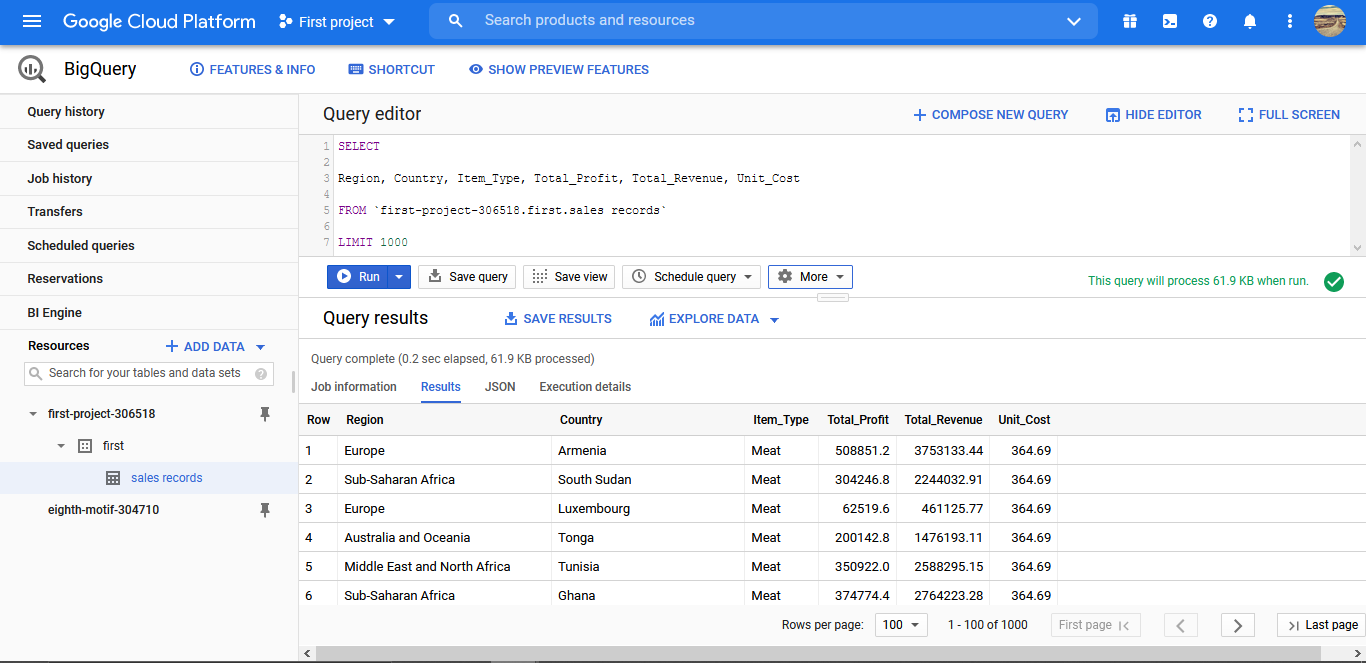 Google Cloud Platform First project Search products and resources
BigQuery FEATURES & INFO SHORTCUT SHOW PREVIEW FEATURES
Query history
Saved queries
Job history
Transfers
Scheduled queries
Reservations
BI Engine
Resources + ADD DATA
Search for your tables and data sets
first-project-306518
first
sales records
eighth-motif-304710
Query editor + COMPOSE NEW QUERY HIDE EDITOR FULL SCREEN
1 SELECT
2
3 Region, Country, Item_Type, Total_Profit, Total_Revenue, Unit_Cost
4
5 FROM `first-project-306518.first.sales records`
6
7 LIMIT 1000
Run Save query Save view Schedule query More This query will process 61.9 KB when run.
Query results SAVE RESULTS EXPLORE DATA
Query complete (0.2 sec elapsed, 61.9 KB processed)
Job information Results JSON Execution details
Row Region Country Item_Type Total_Profit Total_Revenue Unit_Cost
1 Europe Armenia Meat 508851.2 3753133.44 364.69
2 Sub-Saharan Africa South Sudan Meat 304246.8 2244032.91 364.69
3 Europe Luxembourg Meat 62519.6 461125.77 364.69
4 Australia and Oceania Tonga Meat 200142.8 1476193.11 364.69
5 Middle East and North Africa Tunisia Meat 350922.0 2588295.15 364.69
6 Sub-Saharan Africa Ghana Meat 374774.4 2764223.28 364.69
Rows per page: 100 1 - 100 of 1000 First page Last page